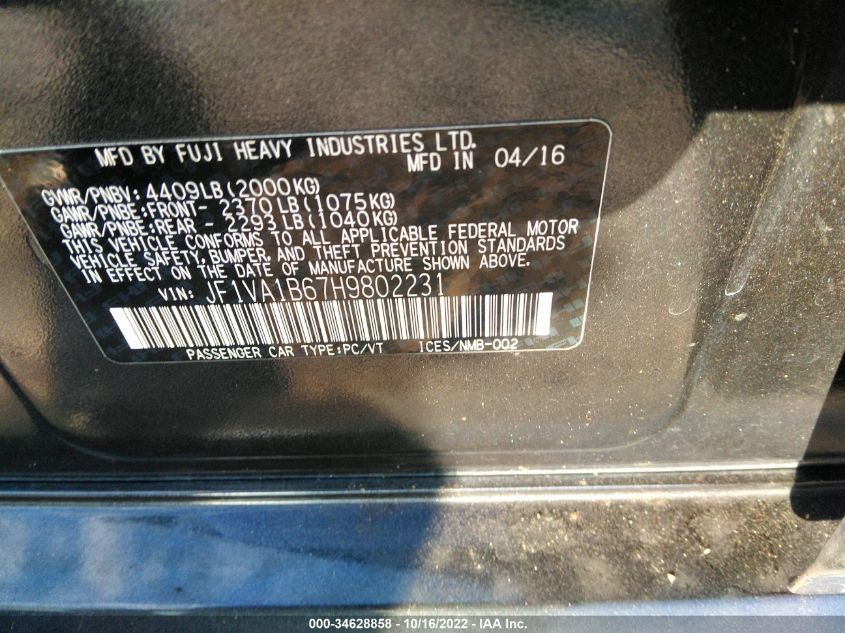 MFD BY FUJI HEAVY INDUSTRIES LTD.
MFD IN 04/16
GVWR/PNBV: 4409LB(2000KG)
GAWR/PNBE:FRONT- 2370LB(1075KG)
GAWR/PNBE:REAR - 2293LB(1040KG)
THIS VEHICLE CONFORMS TO ALL APPLICABLE FEDERAL MOTOR
VEHICLE SAFETY, BUMPER, AND THEFT PREVENTION STANDARDS
IN EFFECT ON THE DATE OF MANUFACTURE SHOWN ABOVE.
VIN: JF1VA1B67H9802231
PASSENGER CAR TYPE:PC/VT ICES/NMB-002
000-34628858 - 10/16/2022 - IAA Inc.